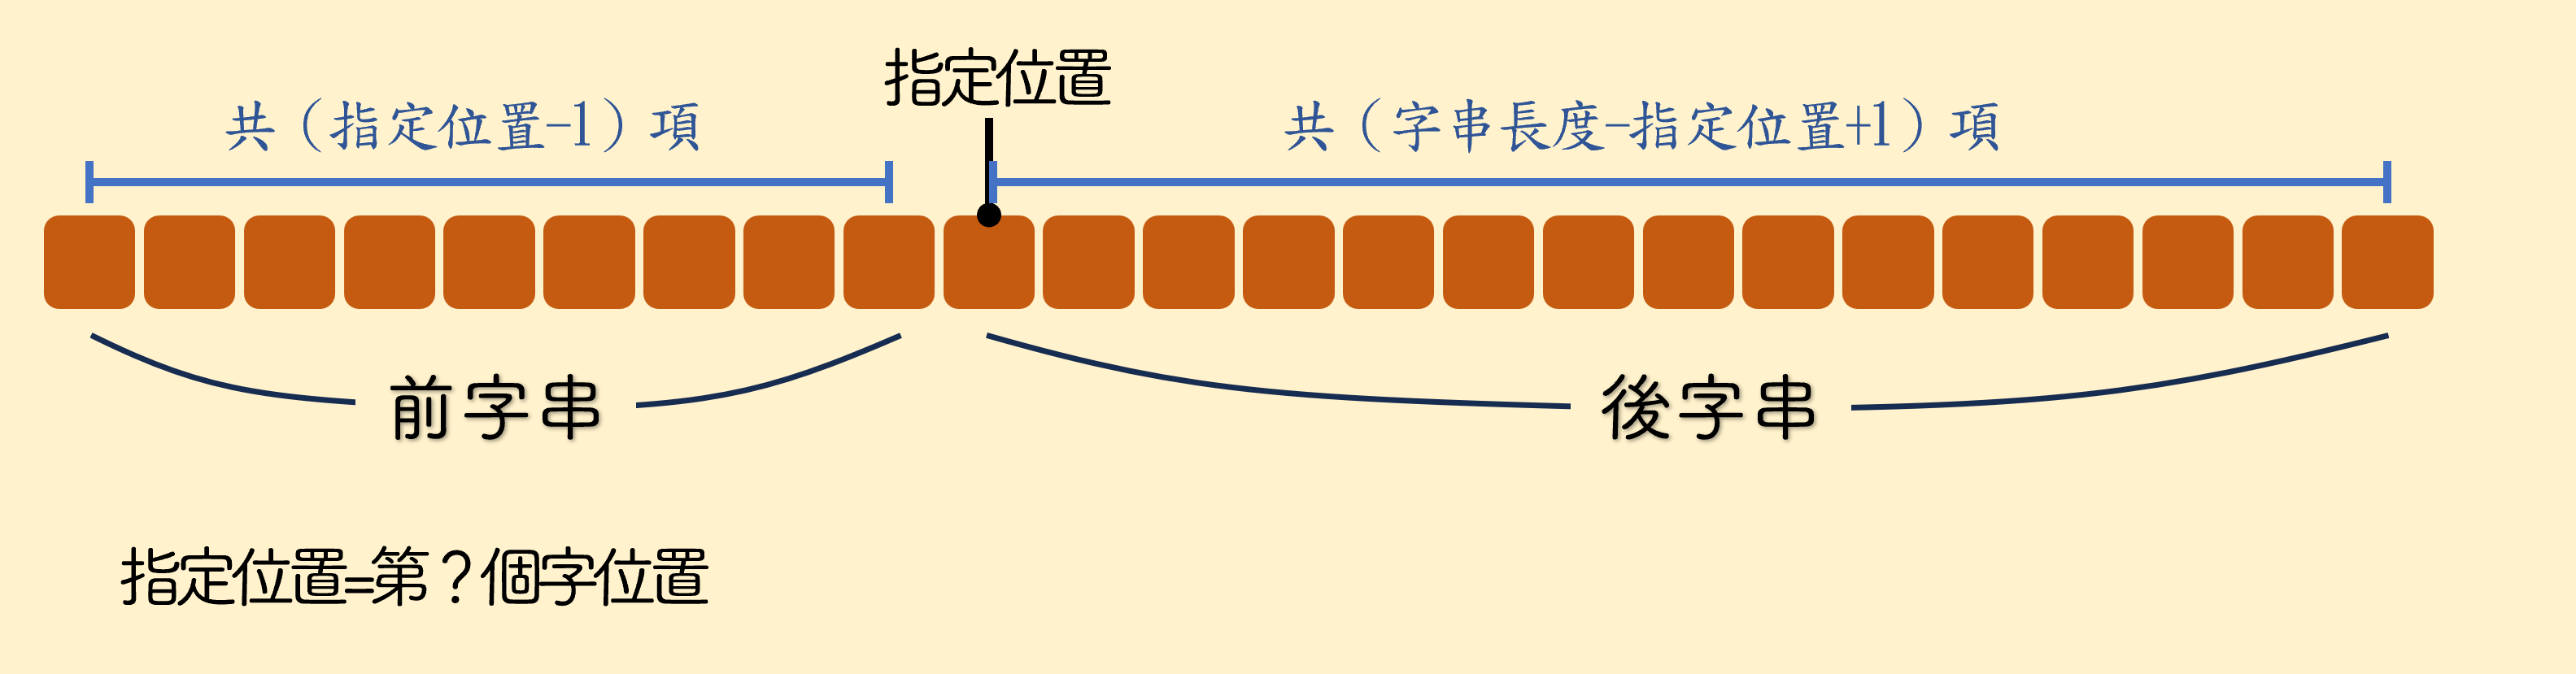 指定位置
共（指定位置-1）項
共（字串長度-指定位置+1）項
前字串
後字串
指定位置=第？個字位置